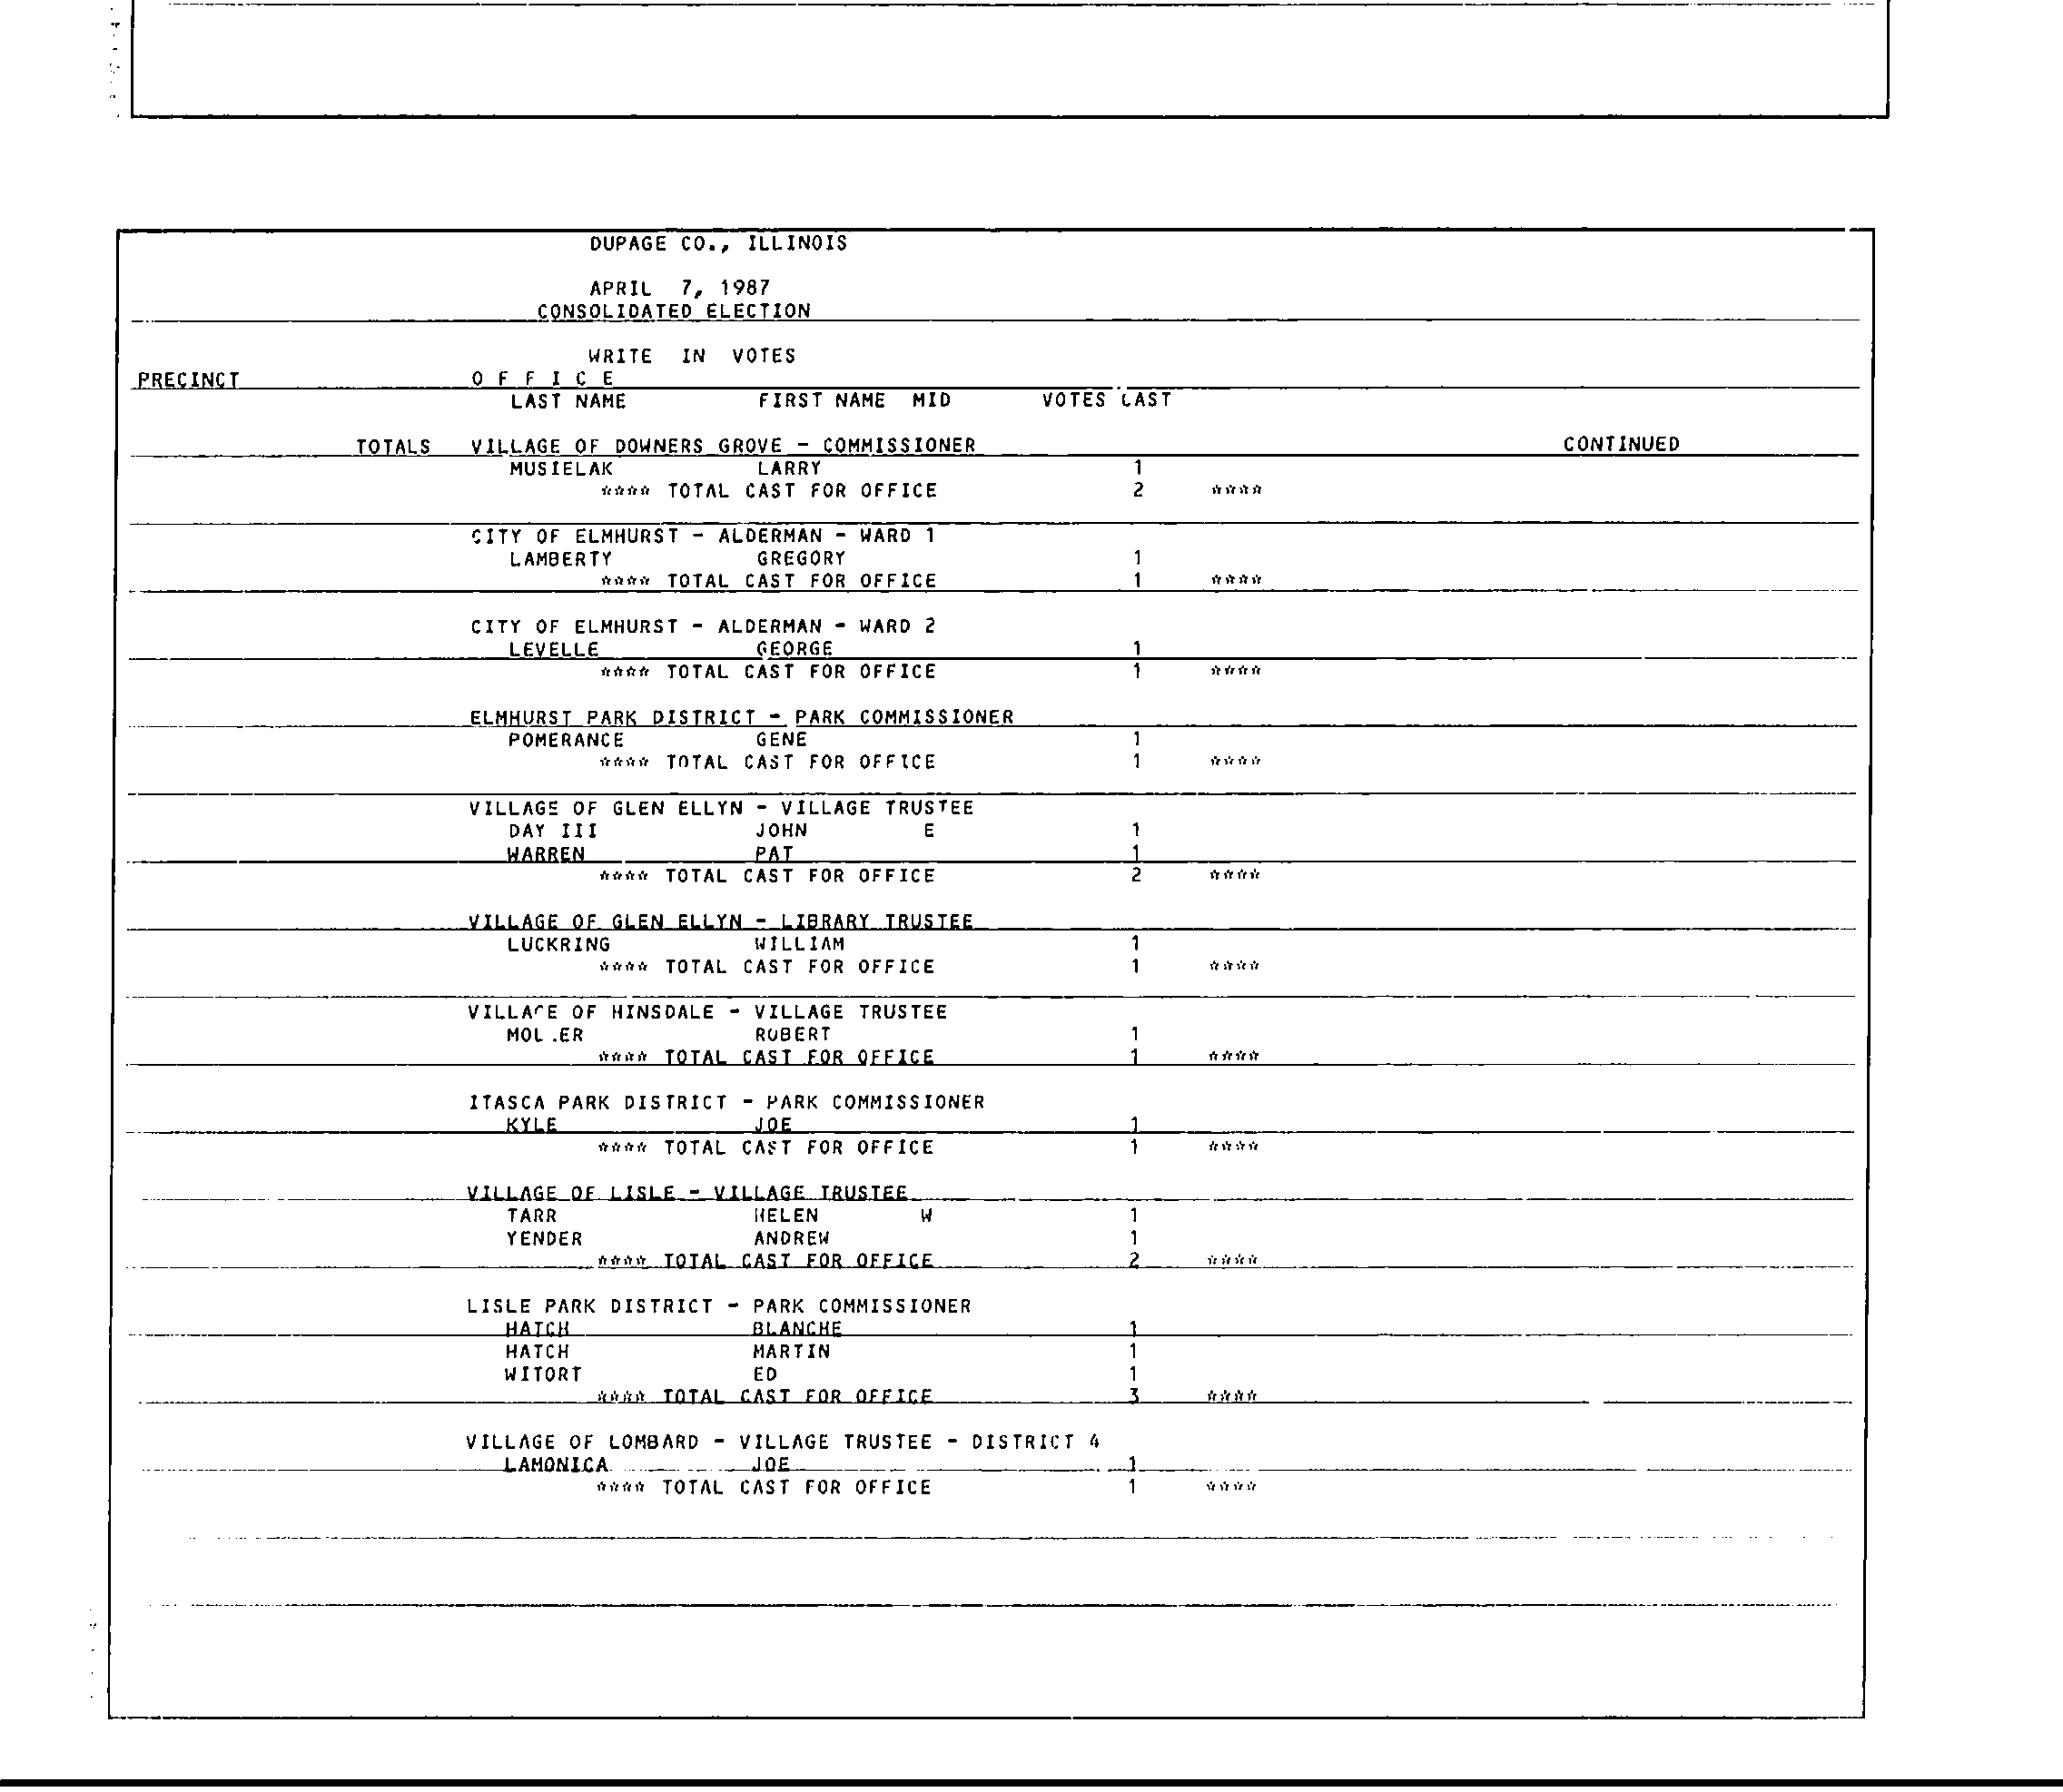 DUPAGE CO., ILLINOIS
APRIL 7, 1987
CONSOLIDATED ELECTION
WRITE IN VOTES
PRECINCT O F F I C E
LAST NAME FIRST NAME MID VOTES CAST
TOTALS VILLAGE OF DOWNERS GROVE - COMMISSIONER CONTINUED
MUSIELAK LARRY 1
**** TOTAL CAST FOR OFFICE 2 ****
CITY OF ELMHURST - ALDERMAN - WARD 1
LAMBERTY GREGORY 1
**** TOTAL CAST FOR OFFICE 1 ****
CITY OF ELMHURST - ALDERMAN - WARD 2
LEVELLE GEORGE 1
**** TOTAL CAST FOR OFFICE 1 ****
ELMHURST PARK DISTRICT - PARK COMMISSIONER
POMERANCE GENE 1
**** TOTAL CAST FOR OFFICE 1 ****
VILLAGE OF GLEN ELLYN - VILLAGE TRUSTEE
DAY III JOHN E 1
WARREN PAT 1
**** TOTAL CAST FOR OFFICE 2 ****
VILLAGE OF GLEN ELLYN - LIBRARY TRUSTEE
LUCKRING WILLIAM 1
**** TOTAL CAST FOR OFFICE 1 ****
VILLAGE OF HINSDALE - VILLAGE TRUSTEE
ROBERT 1
**** TOTAL CAST FOR OFFICE 1 ****
ITASCA PARK DISTRICT - PARK COMMISSIONER
KYLE JOE 1
**** TOTAL CAST FOR OFFICE 1 ****
VILLAGE OF LISLE - VILLAGE TRUSTEE
TARR HELEN W 1
YENDER ANDREW 1
**** TOTAL CAST FOR OFFICE 2 ****
LISLE PARK DISTRICT - PARK COMMISSIONER
HATCH BLANCHE 1
HATCH MARTIN 1
WITORT ED 1
**** TOTAL CAST FOR OFFICE 3 ****
VILLAGE OF LOMBARD - VILLAGE TRUSTEE - DISTRICT 4
LAMONICA JOE 1
**** TOTAL CAST FOR OFFICE 1 ****